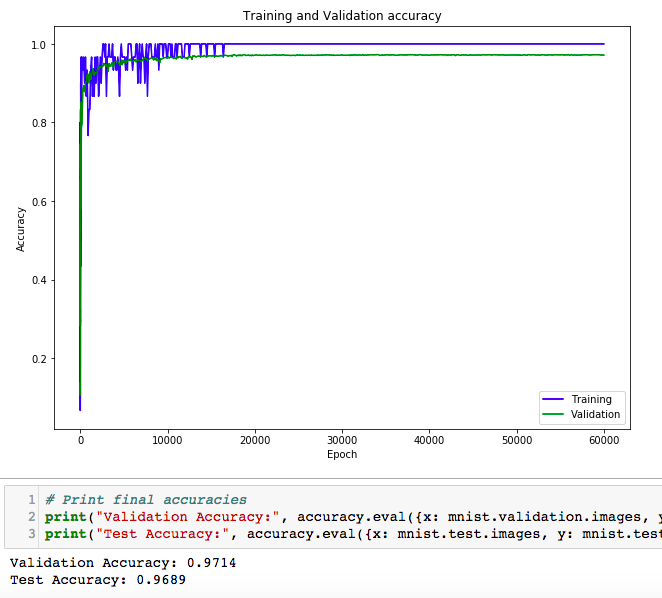 Training and Validation accuracy
1.0
0.8
0.6
0.4
0.2
Accuracy
0
10000
20000
30000
40000
50000
60000
Epoch
Training
Validation
1 # Print final accuracies
2 print("Validation Accuracy:", accuracy.eval({x: mnist.validation.images, y
3 print("Test Accuracy:", accuracy.eval({x: mnist.test.images, y: mnist.test
Validation Accuracy: 0.9714
Test Accuracy: 0.9689